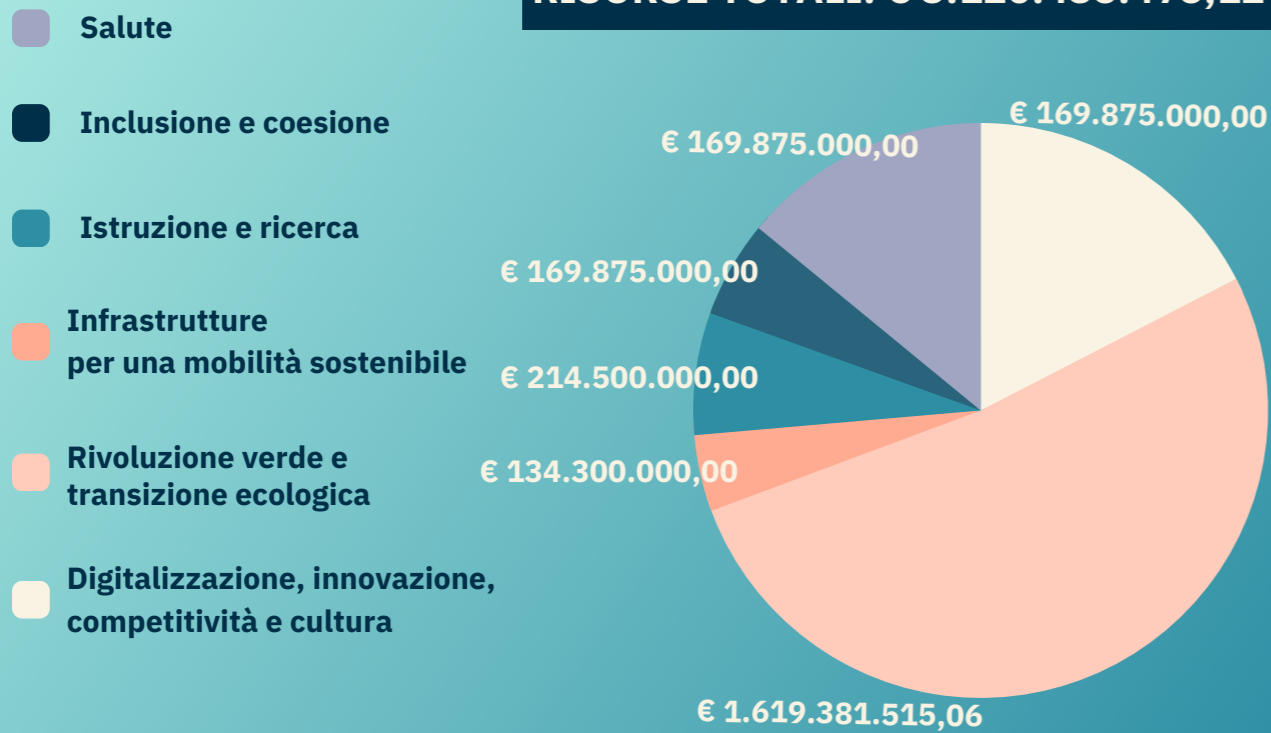 Salute
Inclusione e coesione
Istruzione e ricerca
Infrastrutture
per una mobilità sostenibile
Rivoluzione verde e
transizione ecologica
Digitalizzazione, innovazione,
competitività e cultura
€ 169.875.000,00
€ 169.875.000,00
€ 169.875.000,00
€ 214.500.000,00
€ 134.300.000,00
€ 1.619.381.515,06